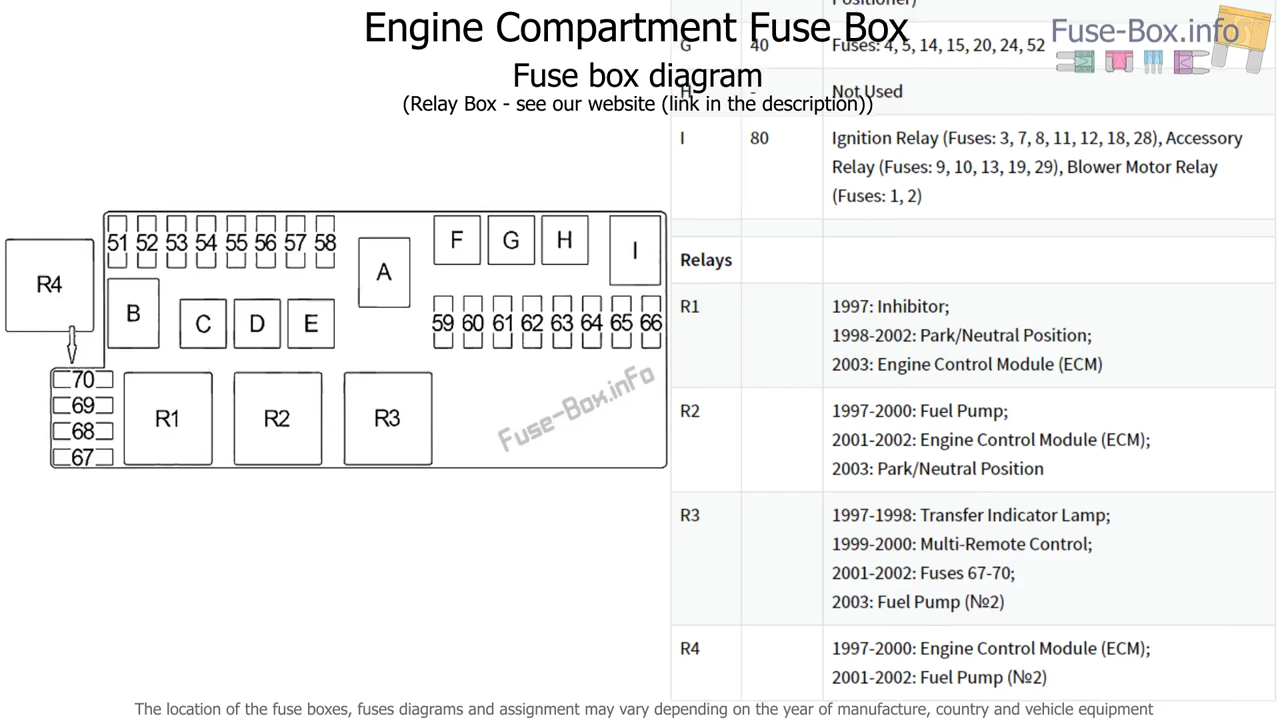 Engine Compartment Fuse Box
Fuse box diagram
(Relay Box - see our website (link in the description))
Fuse-Box.info
Positioner)
G 40 Fuses: 4, 5, 14, 15, 20, 24, 52
H - Not Used
I 80 Ignition Relay (Fuses: 3, 7, 8, 11, 12, 18, 28), Accessory
Relay (Fuses: 9, 10, 13, 19, 29), Blower Motor Relay
(Fuses: 1, 2)
Relays
R1 1997: Inhibitor;
1998-2002: Park/Neutral Position;
2003: Engine Control Module (ECM)
R2 1997-2000: Fuel Pump;
2001-2002: Engine Control Module (ECM);
2003: Park/Neutral Position
R3 1997-1998: Transfer Indicator Lamp;
1999-2000: Multi-Remote Control;
2001-2002: Fuses 67-70;
2003: Fuel Pump (№2)
R4 1997-2000: Engine Control Module (ECM);
2001-2002: Fuel Pump (№2)
51 52 53 54 55 56 57 58
F G H I
A
R4
B C D E
59 60 61 62 63 64 65 66
70
69
68
67
R1 R2 R3
Fuse-Box.inFo
The location of the fuse boxes, fuses diagrams and assignment may vary depending on the year of manufacture, country and vehicle equipment